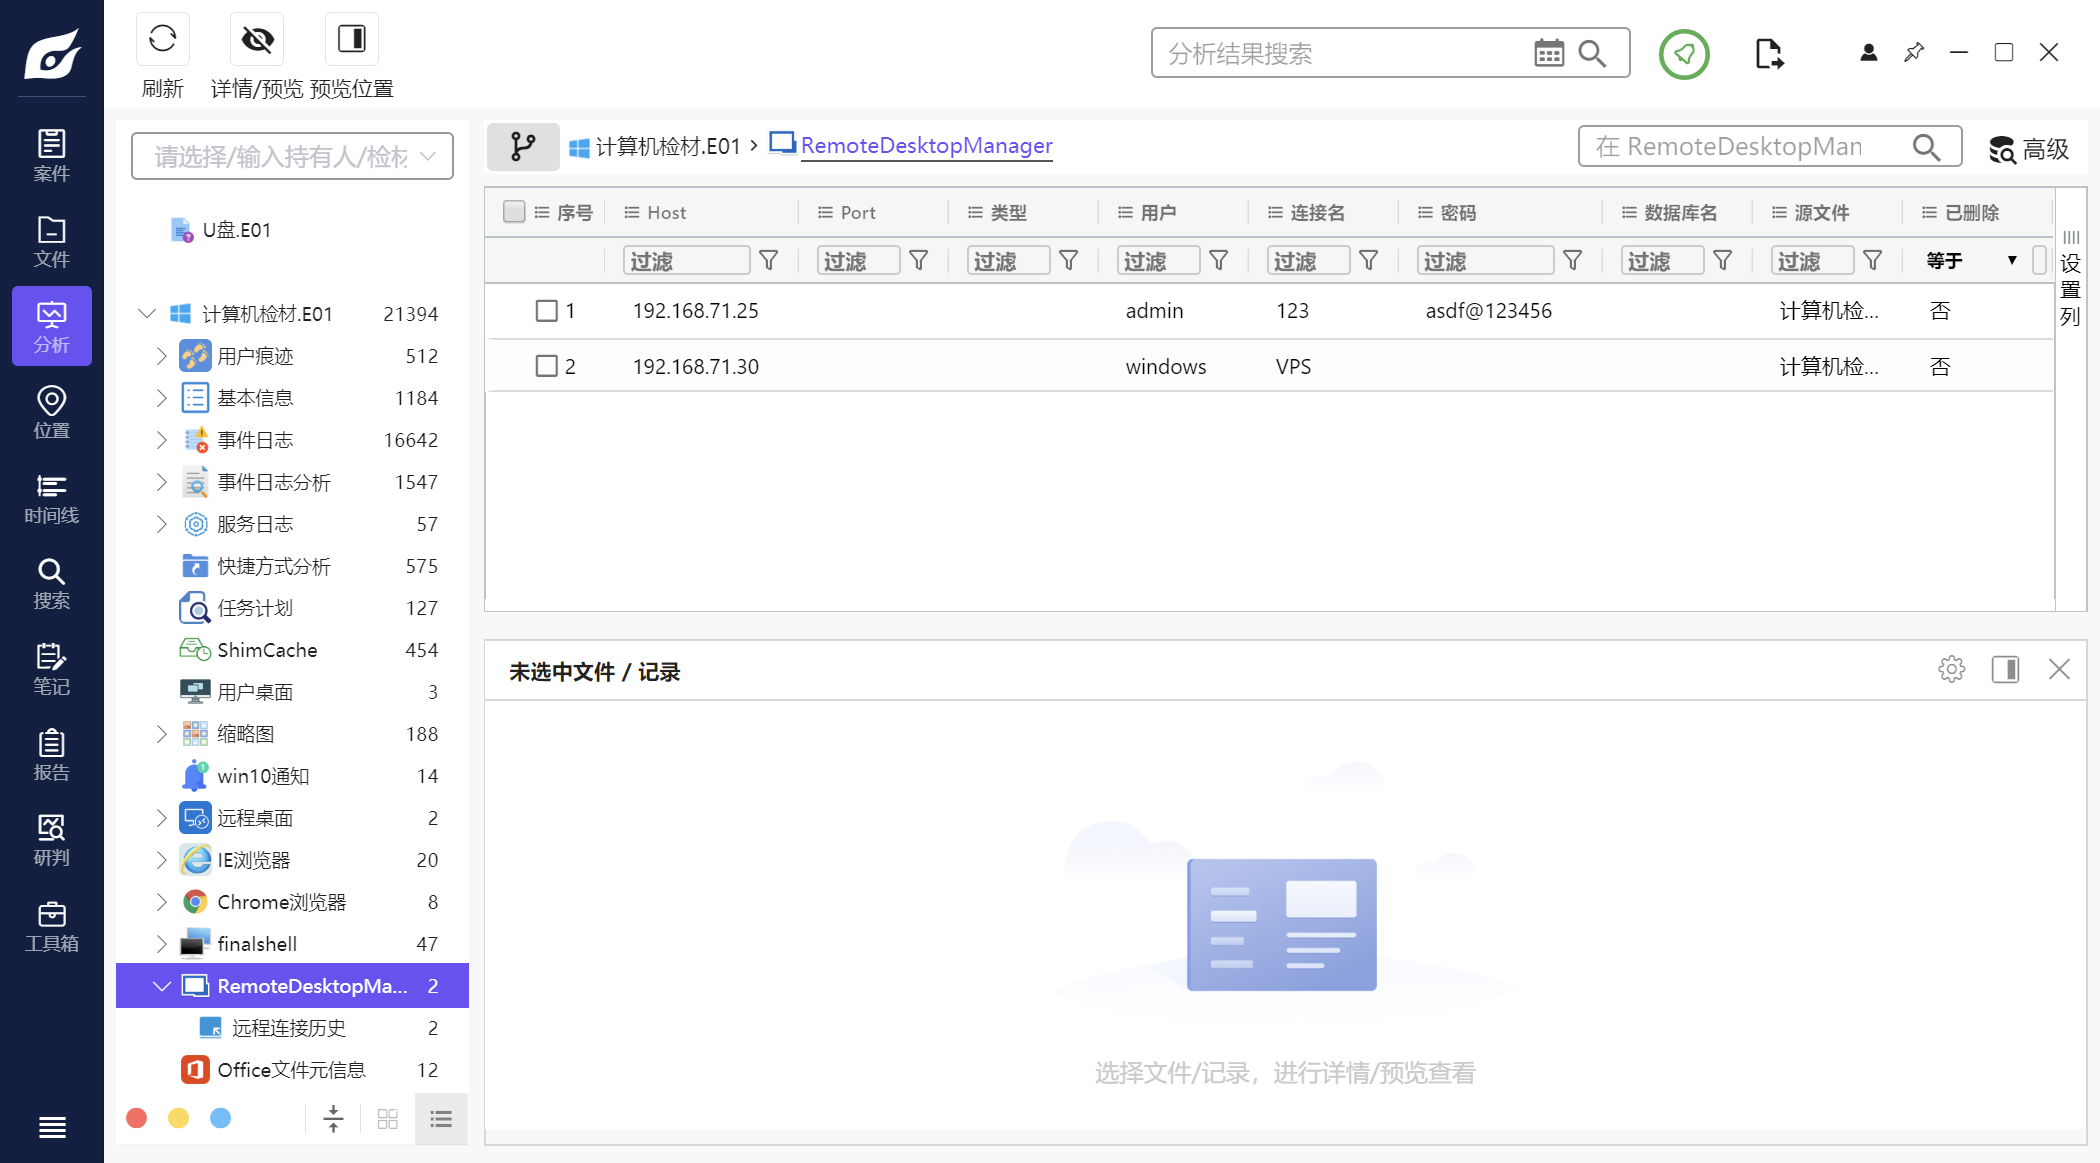 刷新
详情/预览
预览位置
分析结果搜索
案件
文件
分析
位置
时间线
搜索
笔记
报告
研判
工具箱
请选择/输入持有人/检材
U盘.E01
计算机检材.E01 21394
用户痕迹 512
基本信息 1184
事件日志 16642
事件日志分析 1547
服务日志 57
快捷方式分析 575
任务计划 127
ShimCache 454
用户桌面 3
缩略图 188
win10通知 14
远程桌面 2
IE浏览器 20
Chrome浏览器 8
finalshell 47
RemoteDesktopMa... 2
远程连接历史 2
Office文件元信息 12
计算机检材.E01 › RemoteDesktopManager
在 RemoteDesktopMan
高级
序号 Host Port 类型 用户 连接名 密码 数据库名 源文件 已删除
过滤 过滤 过滤 过滤 过滤 过滤 过滤 过滤 等于
1 192.168.71.25 admin 123 asdf@123456 计算机检... 否
2 192.168.71.30 windows VPS 计算机检... 否
设置列
未选中文件 / 记录
选择文件/记录，进行详情/预览查看